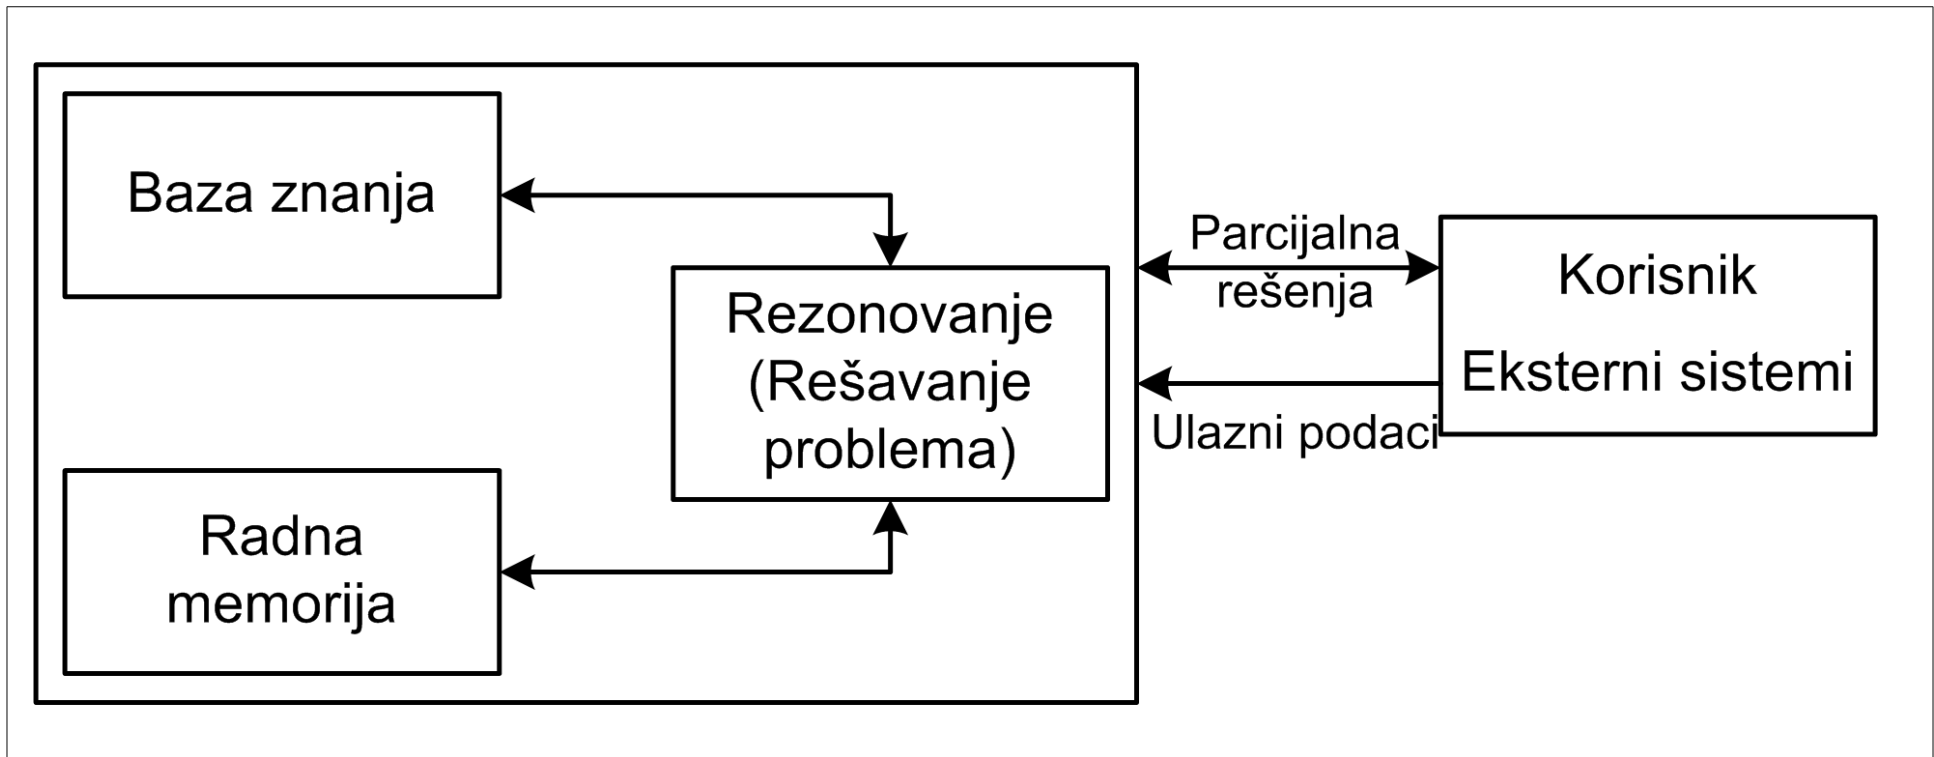 Baza znanja
Radna
memorija
Rezonovanje
(Rešavanje
problema)
Parcijalna
rešenja
Ulazni podaci
Korisnik
Eksterni sistemi